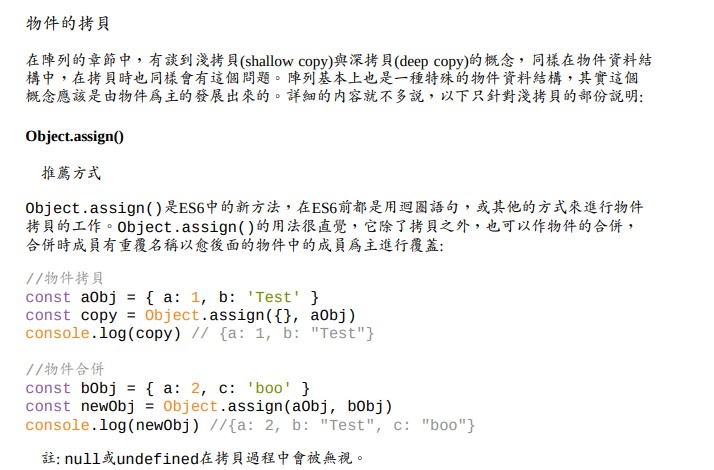 物件的拷貝
在陣列的章節中，有談到淺拷貝(shallow copy)與深拷貝(deep copy)的概念，同樣在物件資料結
構中，在拷貝時也同樣會有這個問題。陣列基本上也是一種特殊的物件資料結構，其實這個
概念應該是由物件為主的發展出來的。詳細的內容就不多說，以下只針對淺拷貝的部份說明:
Object.assign()
推薦方式
Object.assign()是ES6中的新方法，在ES6前都是用迴圈語句，或其他的方式來進行物件
拷貝的工作。Object.assign()的用法很直覺，它除了拷貝之外，也可以作物件的合併，
合併時成員有重覆名稱以愈後面的物件中的成員為主進行覆蓋:
//物件拷貝
const aObj = { a: 1, b: 'Test' }
const copy = Object.assign({}, aObj)
console.log(copy) // {a: 1, b: "Test"}
//物件合併
const bObj = { a: 2, c: 'boo' }
const newObj = Object.assign(aObj, bObj)
console.log(newObj) //{a: 2, b: "Test", c: "boo"}
註: null或undefined在拷貝過程中會被無視。